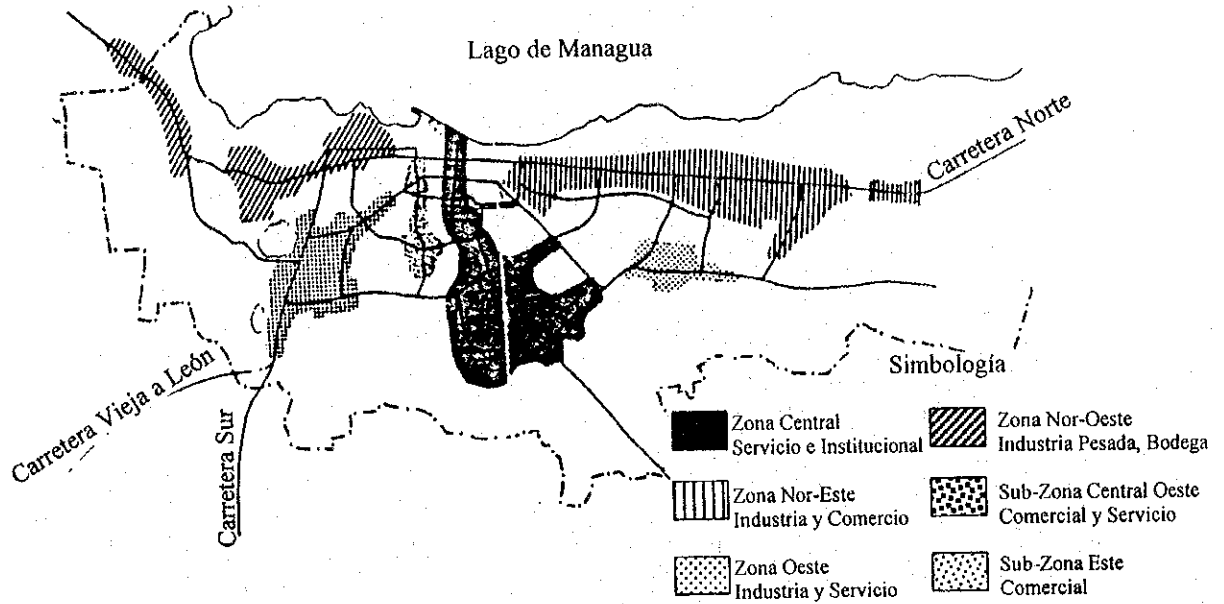 Lago de Managua
Carretera Norte
Carretera Vieja a León
Carretera Sur
Simbología
Zona Central
Servicio e Institucional
Zona Nor-Oeste
Industria Pesada, Bodega
Zona Nor-Este
Industria y Comercio
Sub-Zona Central Oeste
Comercial y Servicio
Zona Oeste
Industria y Servicio
Sub-Zona Este
Comercial